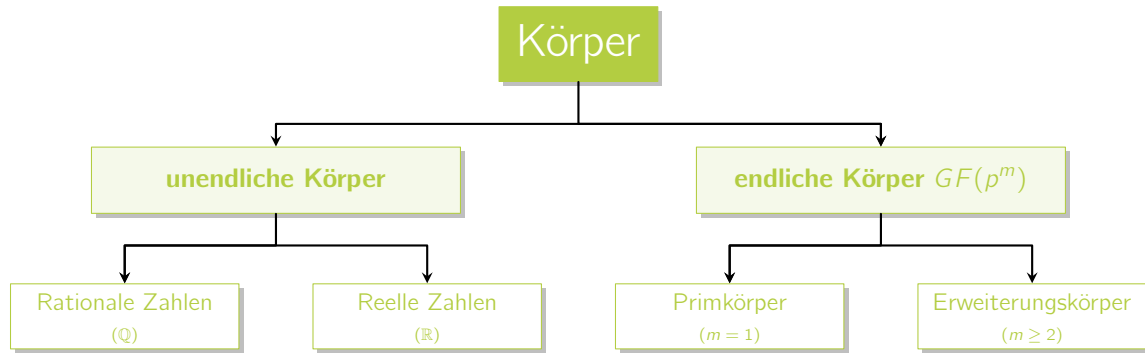 Körper
unendliche Körper
endliche Körper GF(p^m)
Rationale Zahlen
(ℚ)
Reelle Zahlen
(ℝ)
Primkörper
(m = 1)
Erweiterungskörper
(m ≥ 2)